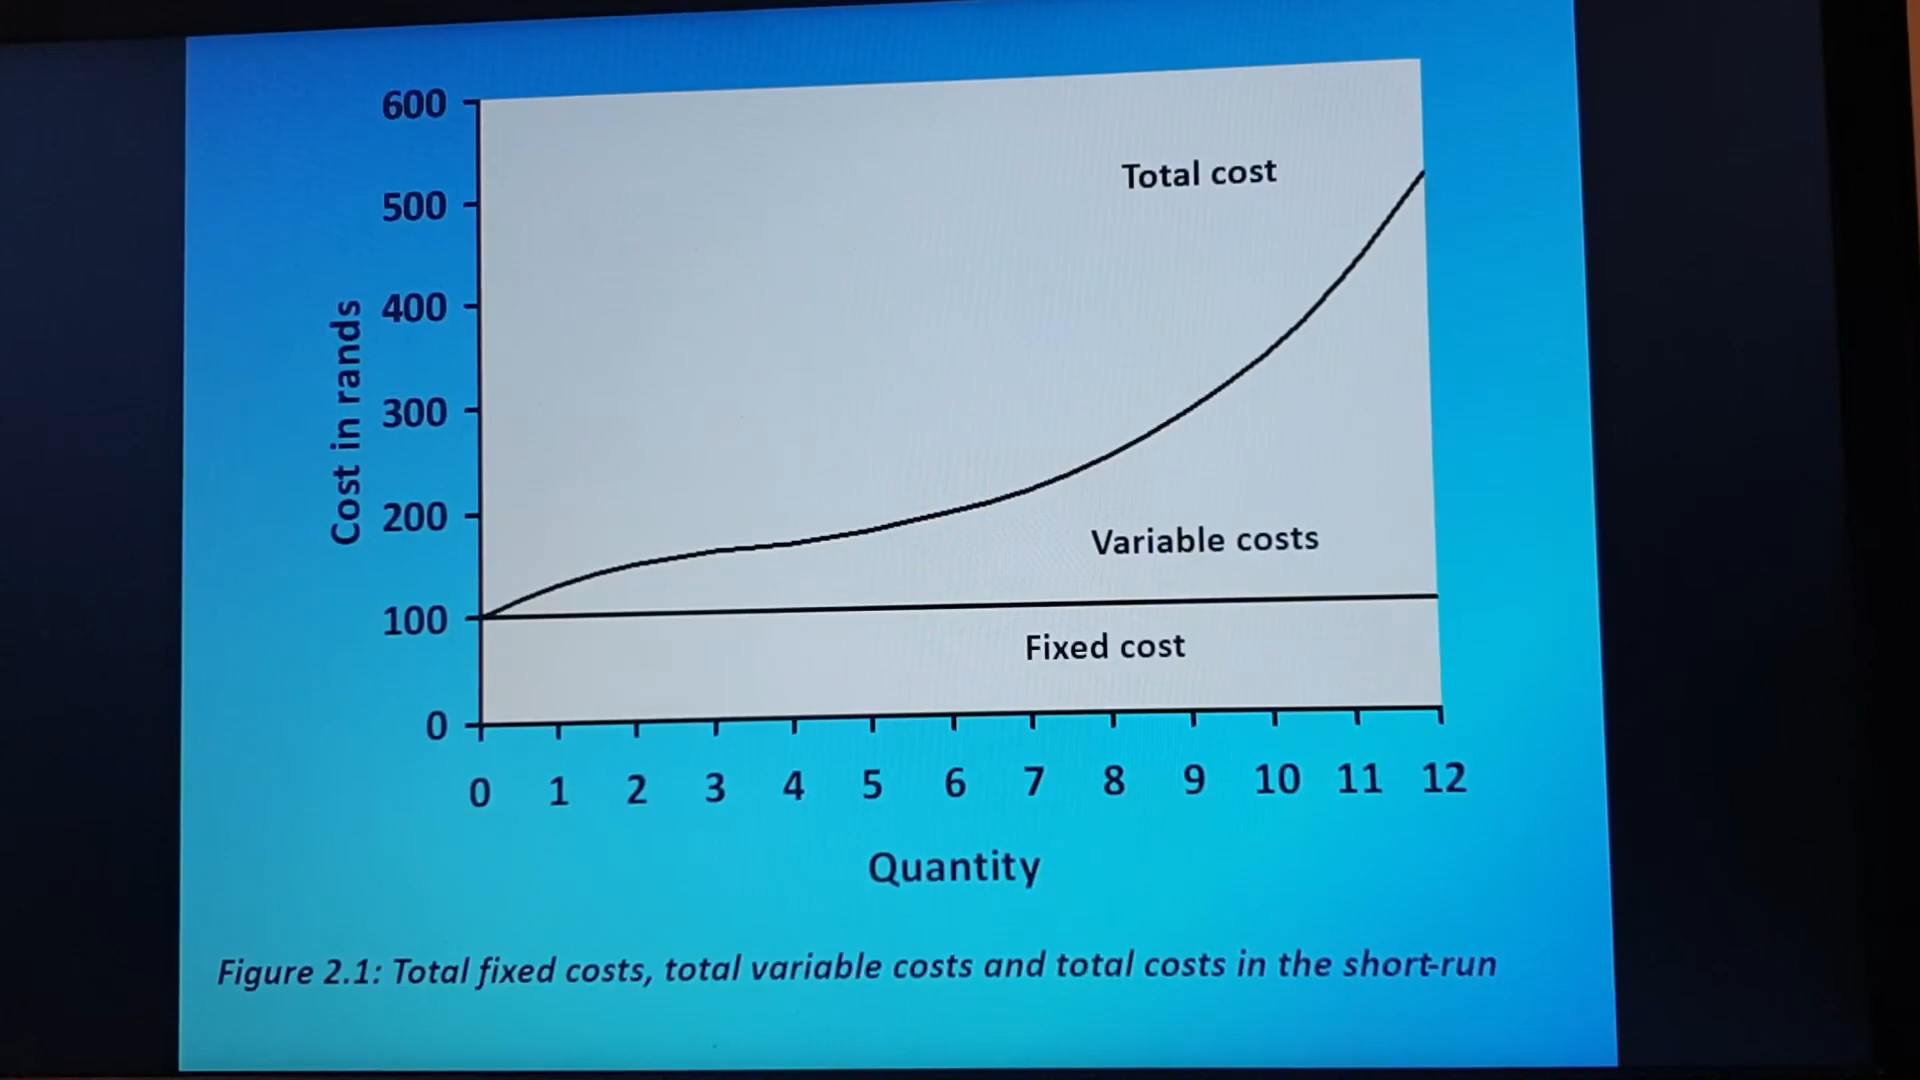 600
500
400
300
200
100
0
Cost in rands
Total cost
Variable costs
Fixed cost
0 1 2 3 4 5 6 7 8 9 10 11 12
Quantity
Figure 2.1: Total fixed costs, total variable costs and total costs in the short-run